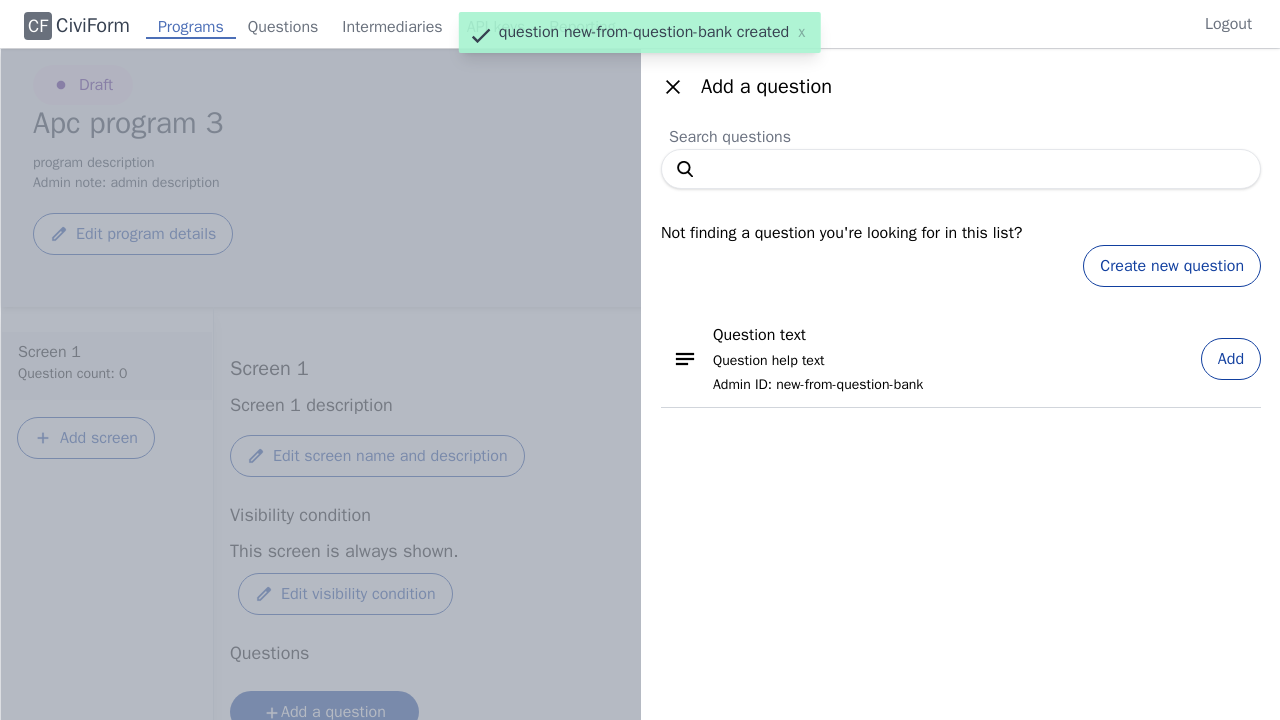 CF CiviForm Programs Questions Intermediaries API keys Reporting Logout
question new-from-question-bank created x
Draft
Apc program 3
program description
Admin note: admin description
Edit program details
Screen 1
Question count: 0
Add screen
Screen 1
Screen 1 description
Edit screen name and description
Visibility condition
This screen is always shown.
Edit visibility condition
Questions
Add a question
Add a question
Search questions
Not finding a question you're looking for in this list?
Create new question
Question text
Question help text
Admin ID: new-from-question-bank
Add